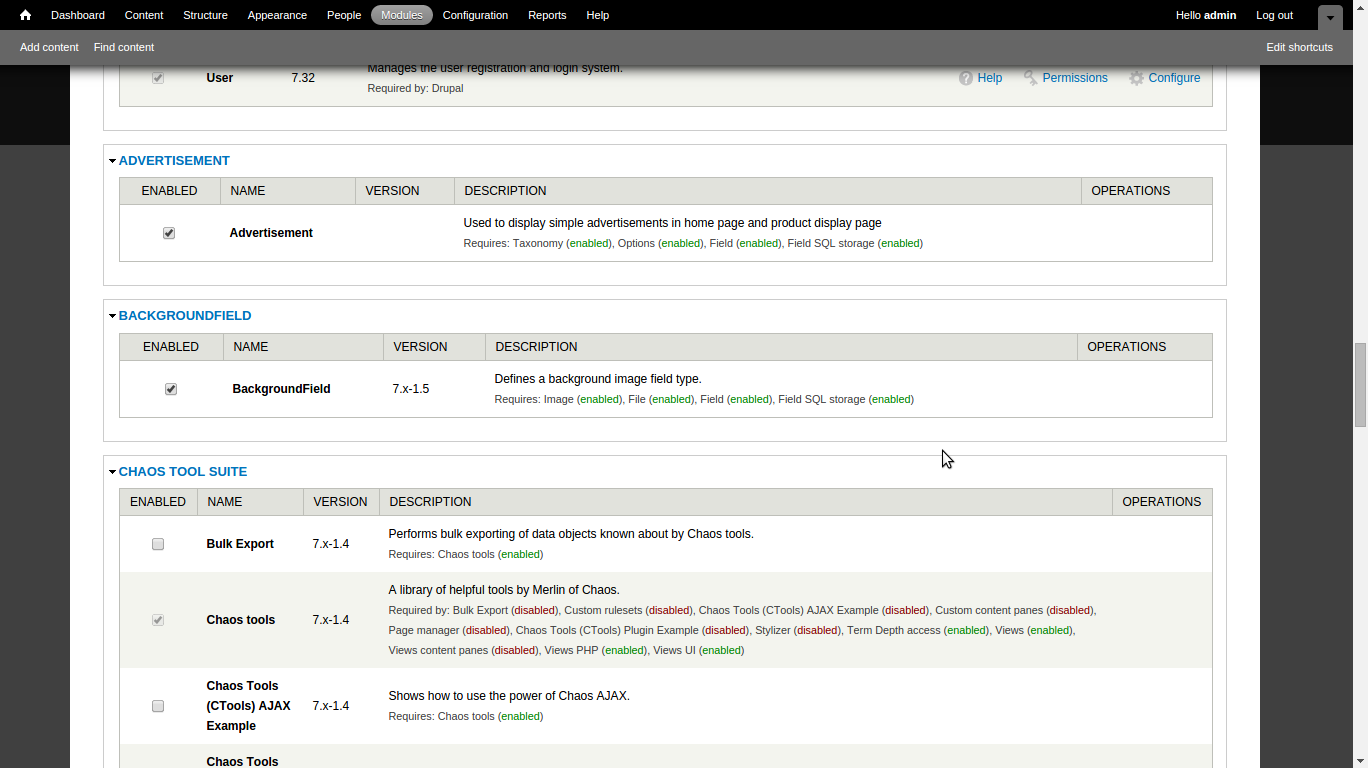 Dashboard Content Structure Appearance People Modules Configuration Reports Help Hello admin Log out
Add content Find content Edit shortcuts
Manages the user registration and login system.
User 7.32 Help Permissions Configure
Required by: Drupal
ADVERTISEMENT
ENABLED NAME VERSION DESCRIPTION OPERATIONS
Used to display simple advertisements in home page and product display page
Advertisement
Requires: Taxonomy (enabled), Options (enabled), Field (enabled), Field SQL storage (enabled)
BACKGROUNDFIELD
ENABLED NAME VERSION DESCRIPTION OPERATIONS
Defines a background image field type.
BackgroundField 7.x-1.5
Requires: Image (enabled), File (enabled), Field (enabled), Field SQL storage (enabled)
CHAOS TOOL SUITE
ENABLED NAME VERSION DESCRIPTION OPERATIONS
Performs bulk exporting of data objects known about by Chaos tools.
Bulk Export 7.x-1.4
Requires: Chaos tools (enabled)
A library of helpful tools by Merlin of Chaos.
Required by: Bulk Export (disabled), Custom rulesets (disabled), Chaos Tools (CTools) AJAX Example (disabled), Custom content panes (disabled),
Chaos tools 7.x-1.4
Page manager (disabled), Chaos Tools (CTools) Plugin Example (disabled), Stylizer (disabled), Term Depth access (enabled), Views (enabled),
Views content panes (disabled), Views PHP (enabled), Views UI (enabled)
Chaos Tools
Shows how to use the power of Chaos AJAX.
(CTools) AJAX 7.x-1.4
Requires: Chaos tools (enabled)
Example
Chaos Tools